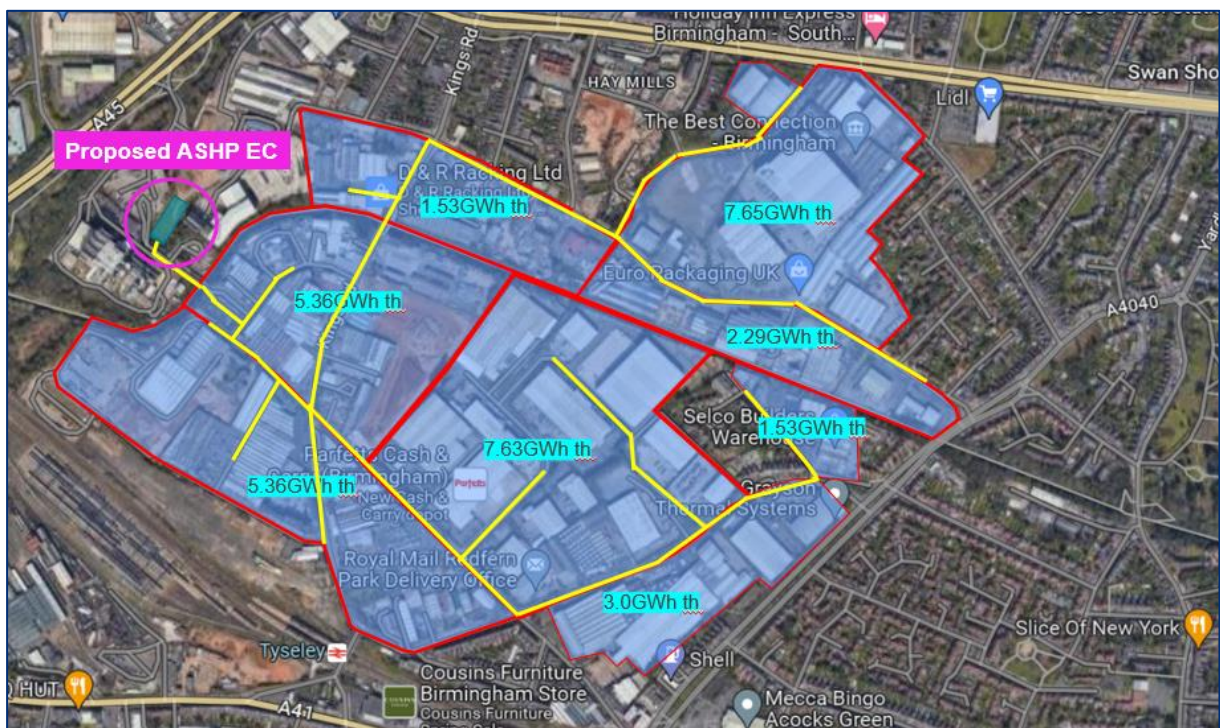 Holiday Inn Express
Birmingham - South...
Kings Rd
HAY MILLS
Swan Sho
Lidl
A45
Proposed ASHP EC
The Best Connection
- Birmingham
D & R Racking Ltd
1.53GWh th
7.65GWh th
Euro Packaging UK
5.36GWh th
A4040
Yardl
2.29GWh th
Selco Builders
Warehouse
1.53GWh th
Parfetts Cash &
Carry (Birmingham)
New Cash &
Carry depot
Parfetts
7.63GWh th
5.36GWh th
Grayson
Thermal Systems
Royal Mail Redfern
Park Delivery Office
3.0GWh th
Tyseley
Shell
Slice Of New York
Cousins Furniture
Birmingham Store
Cousins Furniture
HUT
A41
Mecca Bingo
Acocks Green